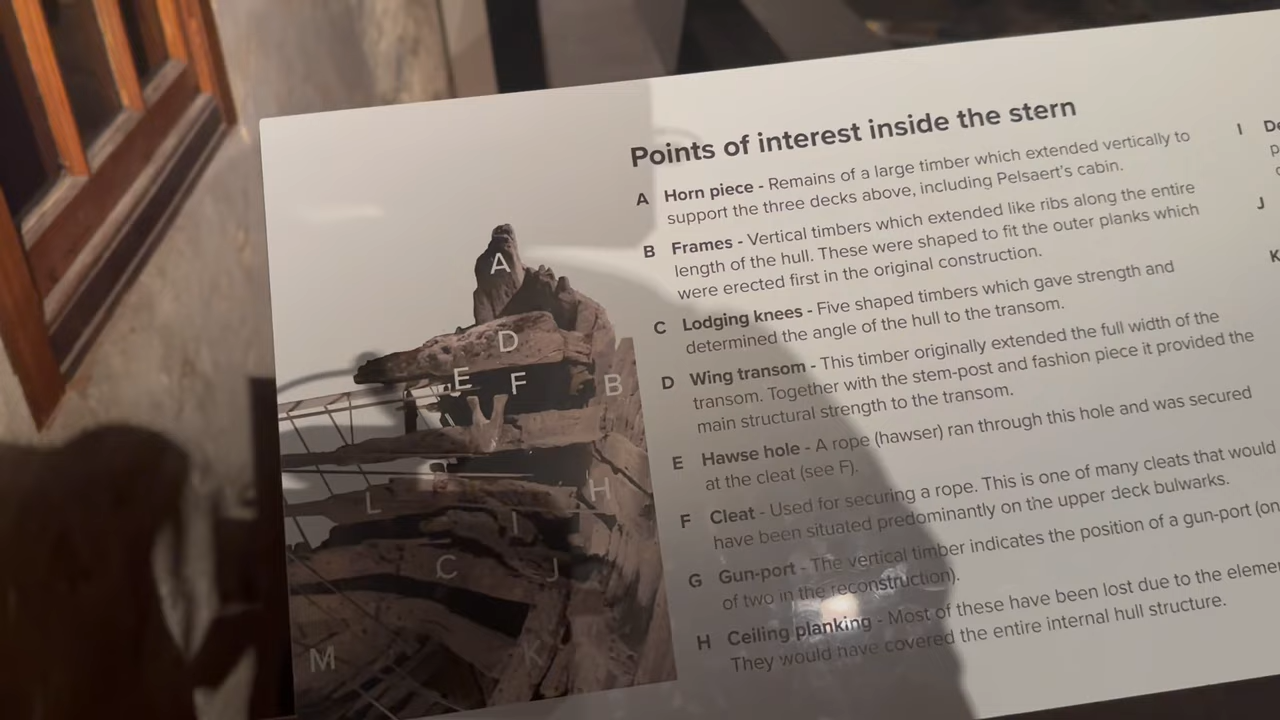 Points of interest inside the stern
A Horn piece - Remains of a large timber which extended vertically to
support the three decks above, including Pelsaert's cabin.
B Frames - Vertical timbers which extended like ribs along the entire
length of the hull. These were shaped to fit the outer planks which
were erected first in the original construction.
C Lodging knees - Five shaped timbers which gave strength and
determined the angle of the hull to the transom.
D Wing transom - This timber originally extended the full width of the
transom. Together with the stem-post and fashion piece it provided the
main structural strength to the transom.
E Hawse hole - A rope (hawser) ran through this hole and was secured
at the cleat (see F).
F Cleat - Used for securing a rope. This is one of many cleats that would
have been situated predominantly on the upper deck bulwarks.
G Gun-port - The vertical timber indicates the position of a gun-port (on
of two in the reconstruction).
H Ceiling planking - Most of these have been lost due to the eleme
They would have covered the entire internal hull structure.
I De
J
K
A
D
E F B
L H
I
C J
K
M